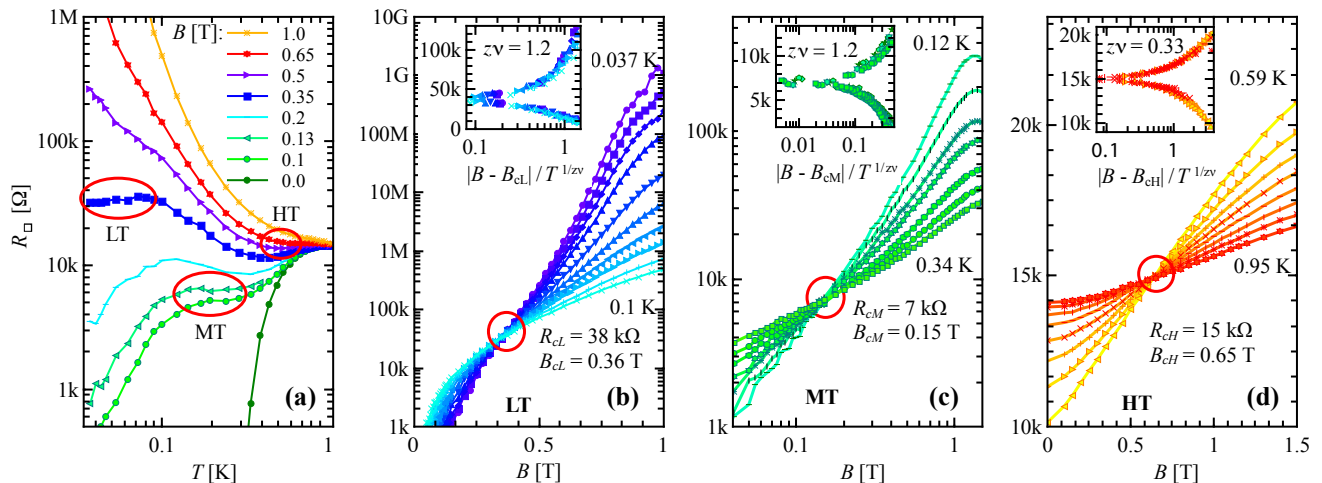 1M
100k
10k
1k
R□ [Ω]
0.1
1
T [K]
B [T]:
1.0
0.65
0.5
0.35
0.2
0.13
0.1
0.0
LT
HT
MT
(a)
10G
1G
100M
10M
1M
100k
10k
1k
0
0.5
1
B [T]
100k
50k
0
0.1
1
zν = 1.2
|B - BcL| / T 1/zν
0.037 K
0.1 K
RcL = 38 kΩ
BcL = 0.36 T
LT
(b)
100k
10k
1k
0.1
1
B [T]
10k
5k
0.01
0.1
zν = 1.2
|B - BcM| / T 1/zν
0.12 K
0.34 K
RcM = 7 kΩ
BcM = 0.15 T
MT
(c)
20k
15k
10k
0
0.5
1
1.5
B [T]
20k
15k
10k
0.1
1
zν = 0.33
|B - BcH| / T 1/zν
0.59 K
0.95 K
RcH = 15 kΩ
BcH = 0.65 T
HT
(d)